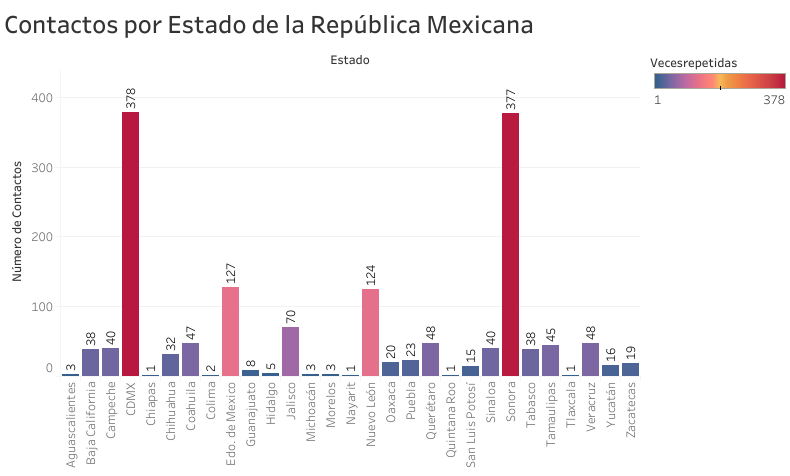 Contactos por Estado de la República Mexicana
Estado
Vecesrepetidas
1
378
Número de Contactos
400
300
200
100
0
3
38
40
378
1
32
47
2
127
8
5
70
3
3
1
124
20
23
48
1
15
40
377
38
45
1
48
16
19
Aguascalientes
Baja California
Campeche
CDMX
Chiapas
Chihuahua
Coahuila
Colima
Edo. de Mexico
Guanajuato
Hidalgo
Jalisco
Michoacán
Morelos
Nayarit
Nuevo León
Oaxaca
Puebla
Querétaro
Quintana Roo
San Luis Potosí
Sinaloa
Sonora
Tabasco
Tamaulipas
Tlaxcala
Veracruz
Yucatán
Zacatecas